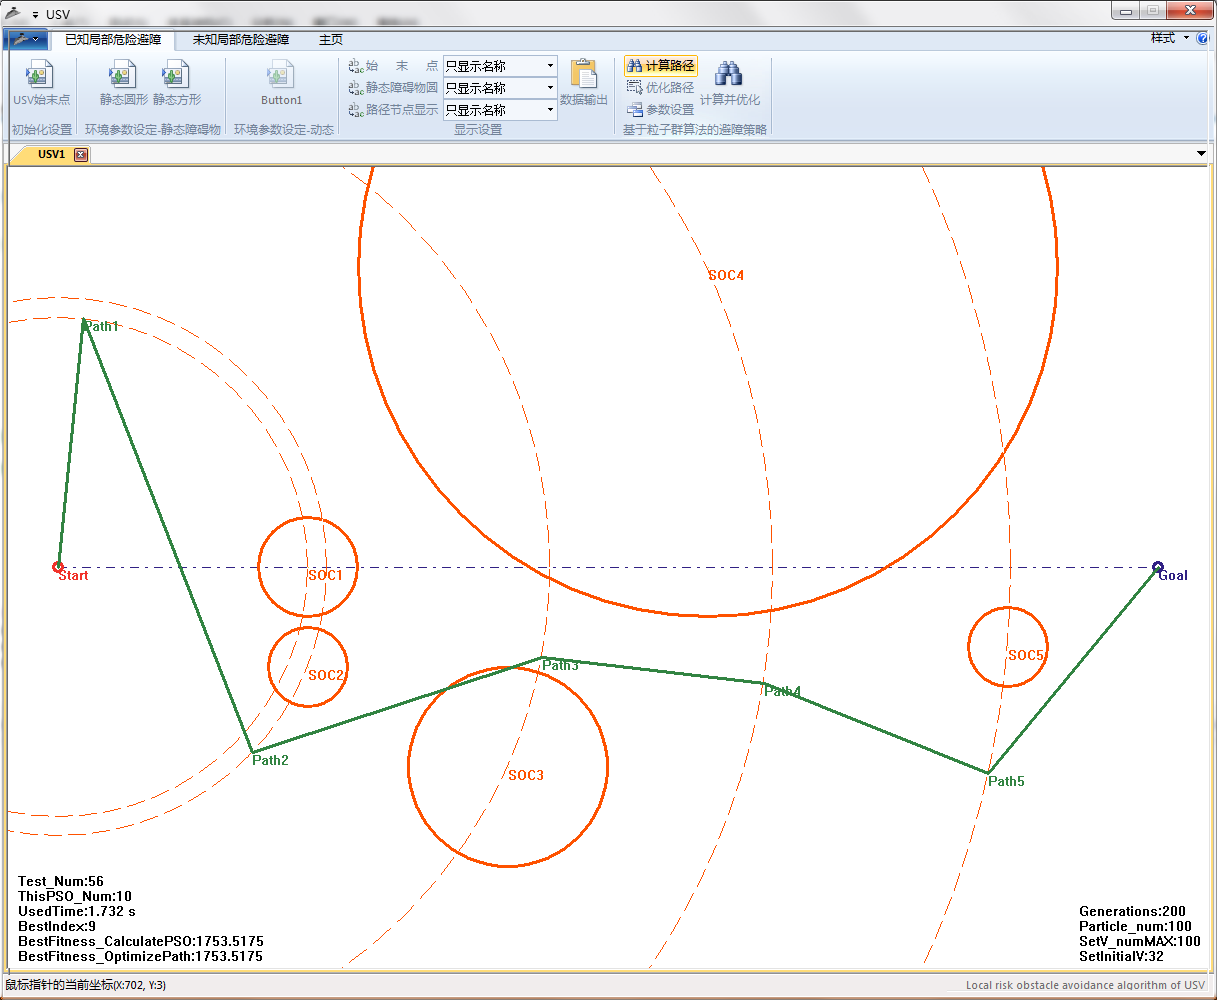 USV
已知局部危险避障
未知局部危险避障
主页
样式
USV始末点
静态圆形
静态方形
Button1
始 末 点
只显示名称
静态障碍物圆
只显示名称
路径节点显示
只显示名称
数据输出
计算路径
优化路径
参数设置
计算并优化
初始化设置
环境参数设定-静态障碍物
环境参数设定-动态
显示设置
基于粒子群算法的避障策略
USV1
SOC4
Path1
Start
SOC1
Goal
SOC2
SOC5
Path3
Path4
Path2
SOC3
Path5
Test_Num:56
ThisPSO_Num:10
UsedTime:1.732 s
BestIndex:9
BestFitness_CalculatePSO:1753.5175
BestFitness_OptimizePath:1753.5175
Generations:200
Particle_num:100
SetV_numMAX:100
SetInitialV:32
鼠标指针的当前坐标(X:702, Y:3)
Local risk obstacle avoidance algorithm of USV